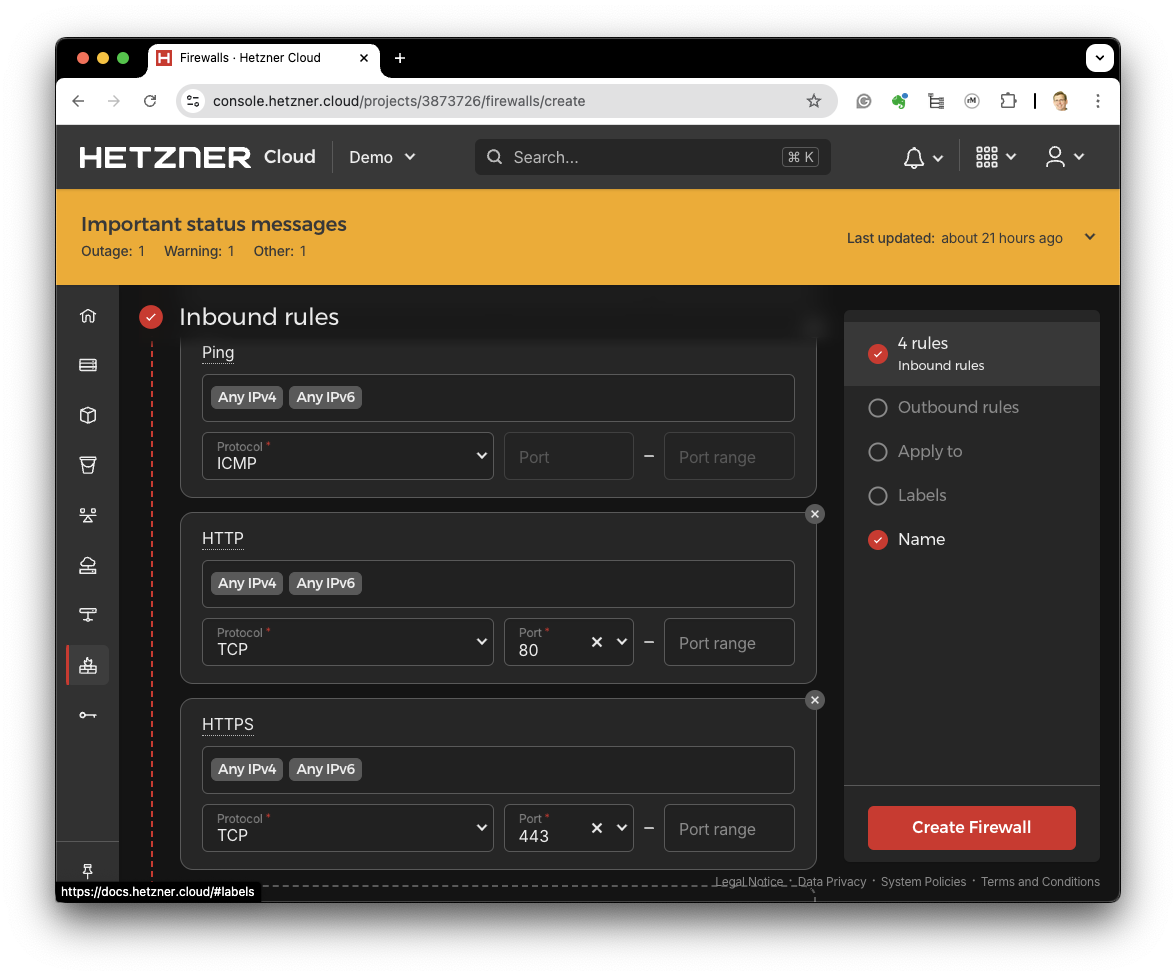 Firewalls · Hetzner Cloud
console.hetzner.cloud/projects/3873726/firewalls/create
HETZNER Cloud
Demo
Search...
⌘ K
Important status messages
Outage: 1 Warning: 1 Other: 1
Last updated: about 21 hours ago
Inbound rules
Ping
Any IPv4 Any IPv6
Protocol *
ICMP
Port
–
Port range
HTTP
Any IPv4 Any IPv6
Protocol *
TCP
Port *
80
–
Port range
HTTPS
Any IPv4 Any IPv6
Protocol *
TCP
Port *
443
–
Port range
4 rules
Inbound rules
Outbound rules
Apply to
Labels
Name
Create Firewall
Legal Notice · Data Privacy · System Policies · Terms and Conditions
https://docs.hetzner.cloud/#labels